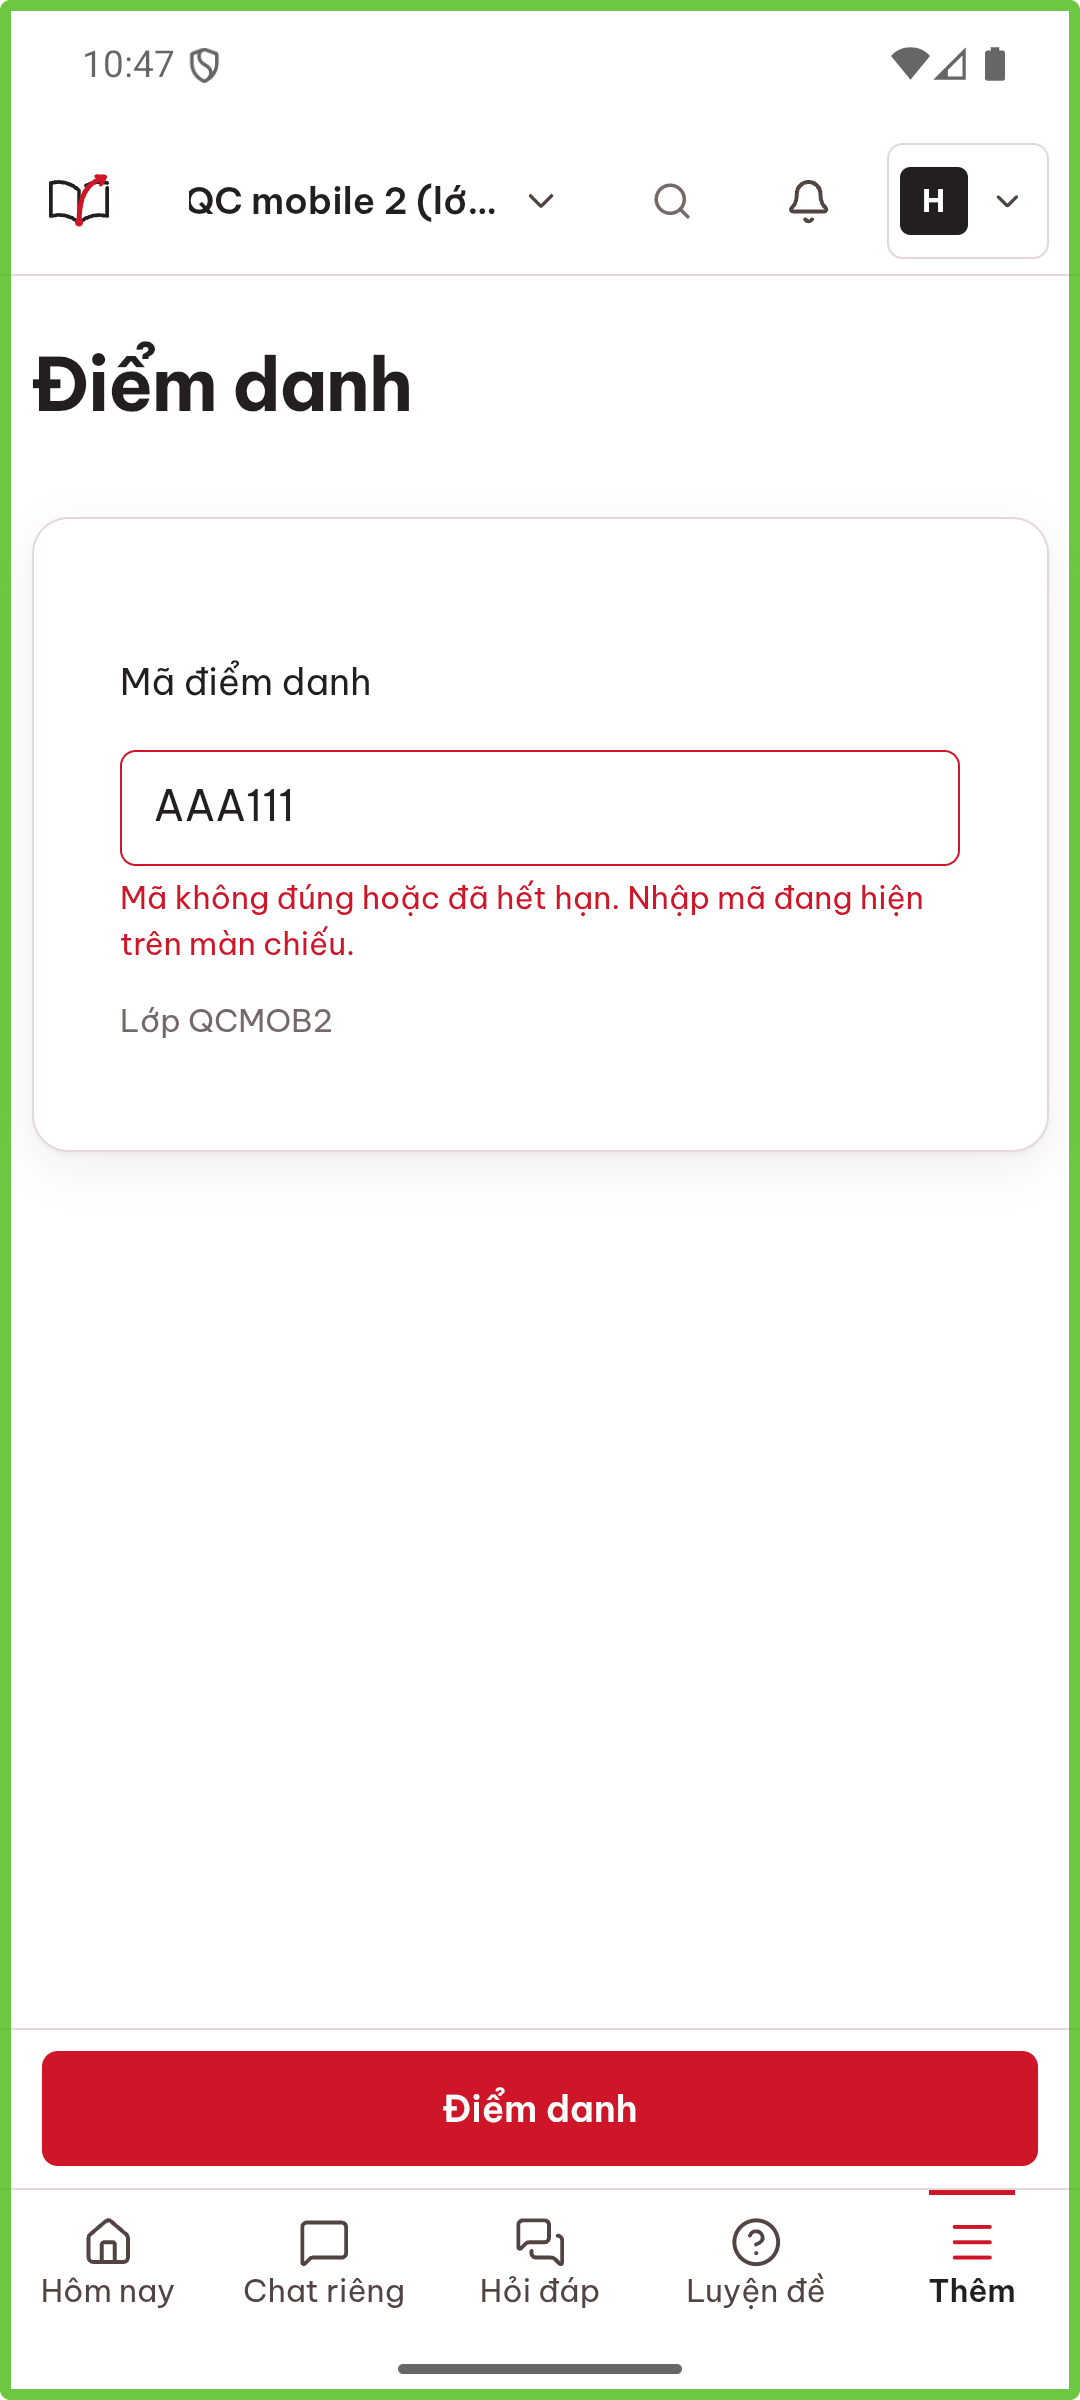 10:47
QC mobile 2 (lớ...
H
Điểm danh
Mã điểm danh
AAA111
Mã không đúng hoặc đã hết hạn. Nhập mã đang hiện
trên màn chiếu.
Lớp QCMOB2
Điểm danh
Hôm nay
Chat riêng
Hỏi đáp
Luyện đề
Thêm